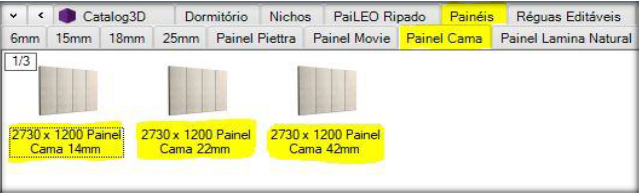 Catalog3D Dormitório Nichos PaiLEO Ripado Painéis Réguas Editáveis
6mm 15mm 18mm 25mm Painel Piettra Painel Movie Painel Cama Painel Lamina Natural
1/3
2730 x 1200 Painel Cama 14mm
2730 x 1200 Painel Cama 22mm
2730 x 1200 Painel Cama 42mm